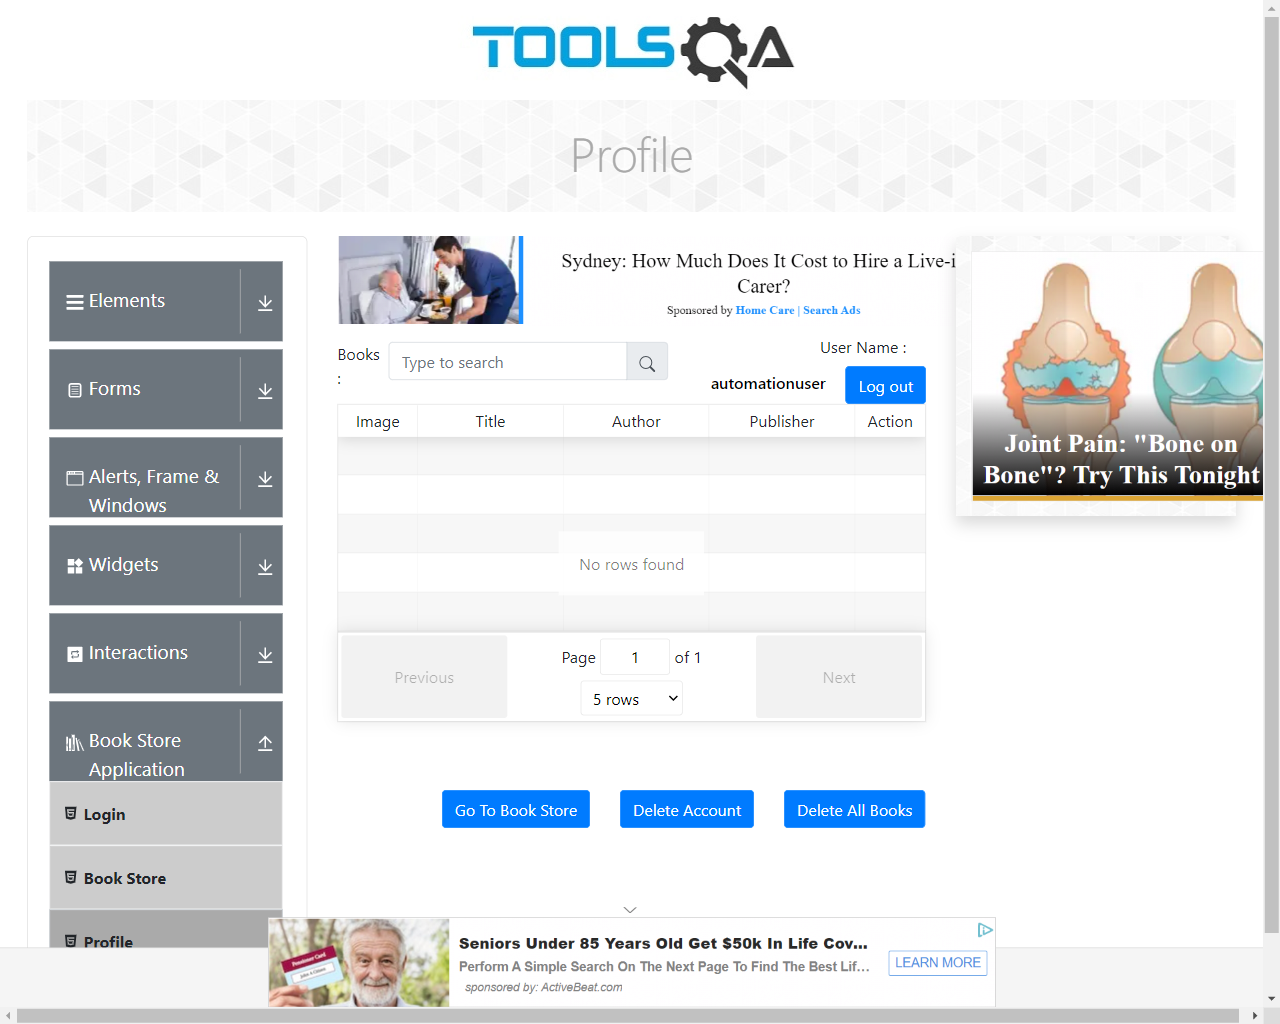 TOOLSQA
Profile
Elements
Forms
Alerts, Frame &
Windows
Widgets
Interactions
Book Store
Application
Login
Book Store
Profile
Sydney: How Much Does It Cost to Hire a Live-i
Carer?
Sponsored by Home Care | Search Ads
Books
:
Type to search
User Name :
automationuser
Log out
Image Title Author Publisher Action
No rows found
Previous
Page 1 of 1
5 rows
Next
Go To Book Store
Delete Account
Delete All Books
Joint Pain: "Bone on
Bone"? Try This Tonight
Pensioner Card
Seniors Under 85 Years Old Get $50k In Life Cov...
Perform A Simple Search On The Next Page To Find The Best Lif...
sponsored by: ActiveBeat.com
LEARN MORE